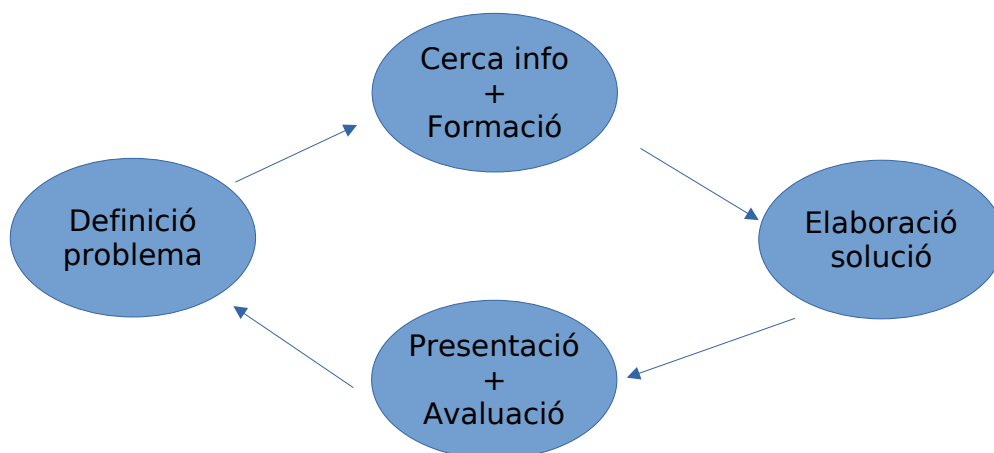 Cerca info
+
Formació
Definició
problema
Elaboració
solució
Presentació
+
Avaluació